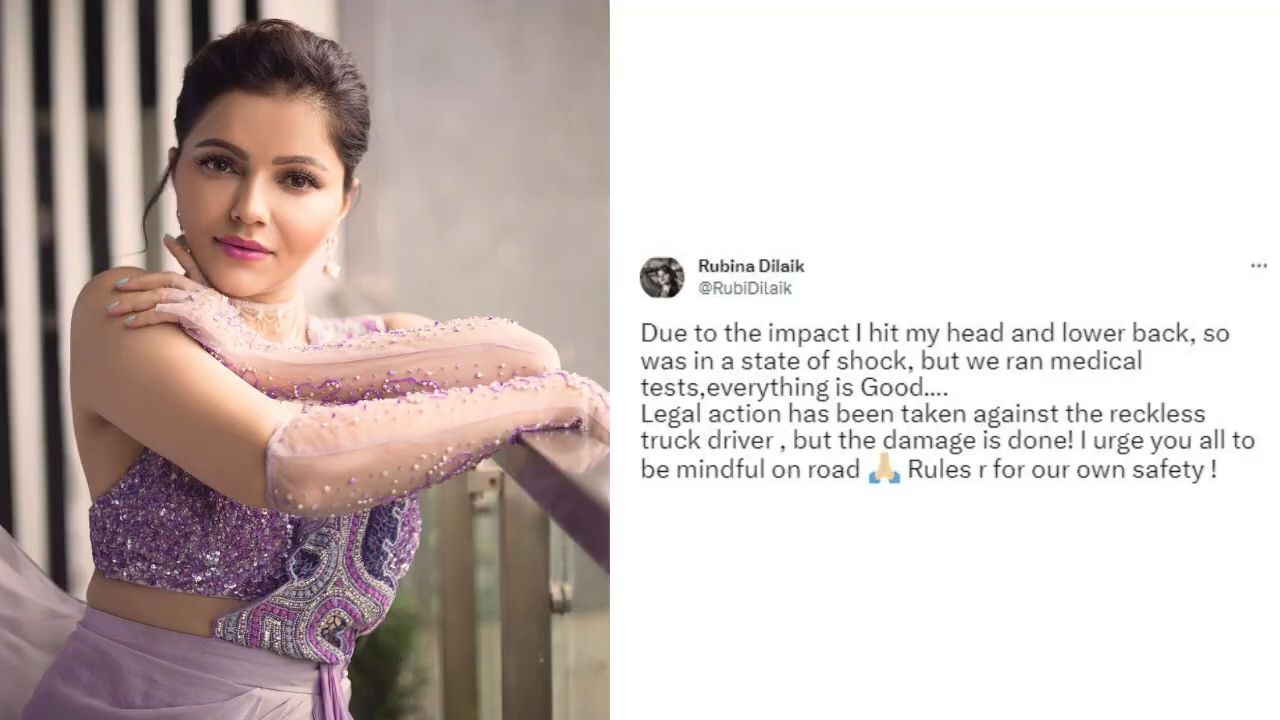 Rubina Dilaik
@RubiDilaik
Due to the impact I hit my head and lower back, so
was in a state of shock, but we ran medical
tests,everything is Good....
Legal action has been taken against the reckless
truck driver , but the damage is done! I urge you all to
be mindful on road 🙏🏼 Rules r for our own safety !